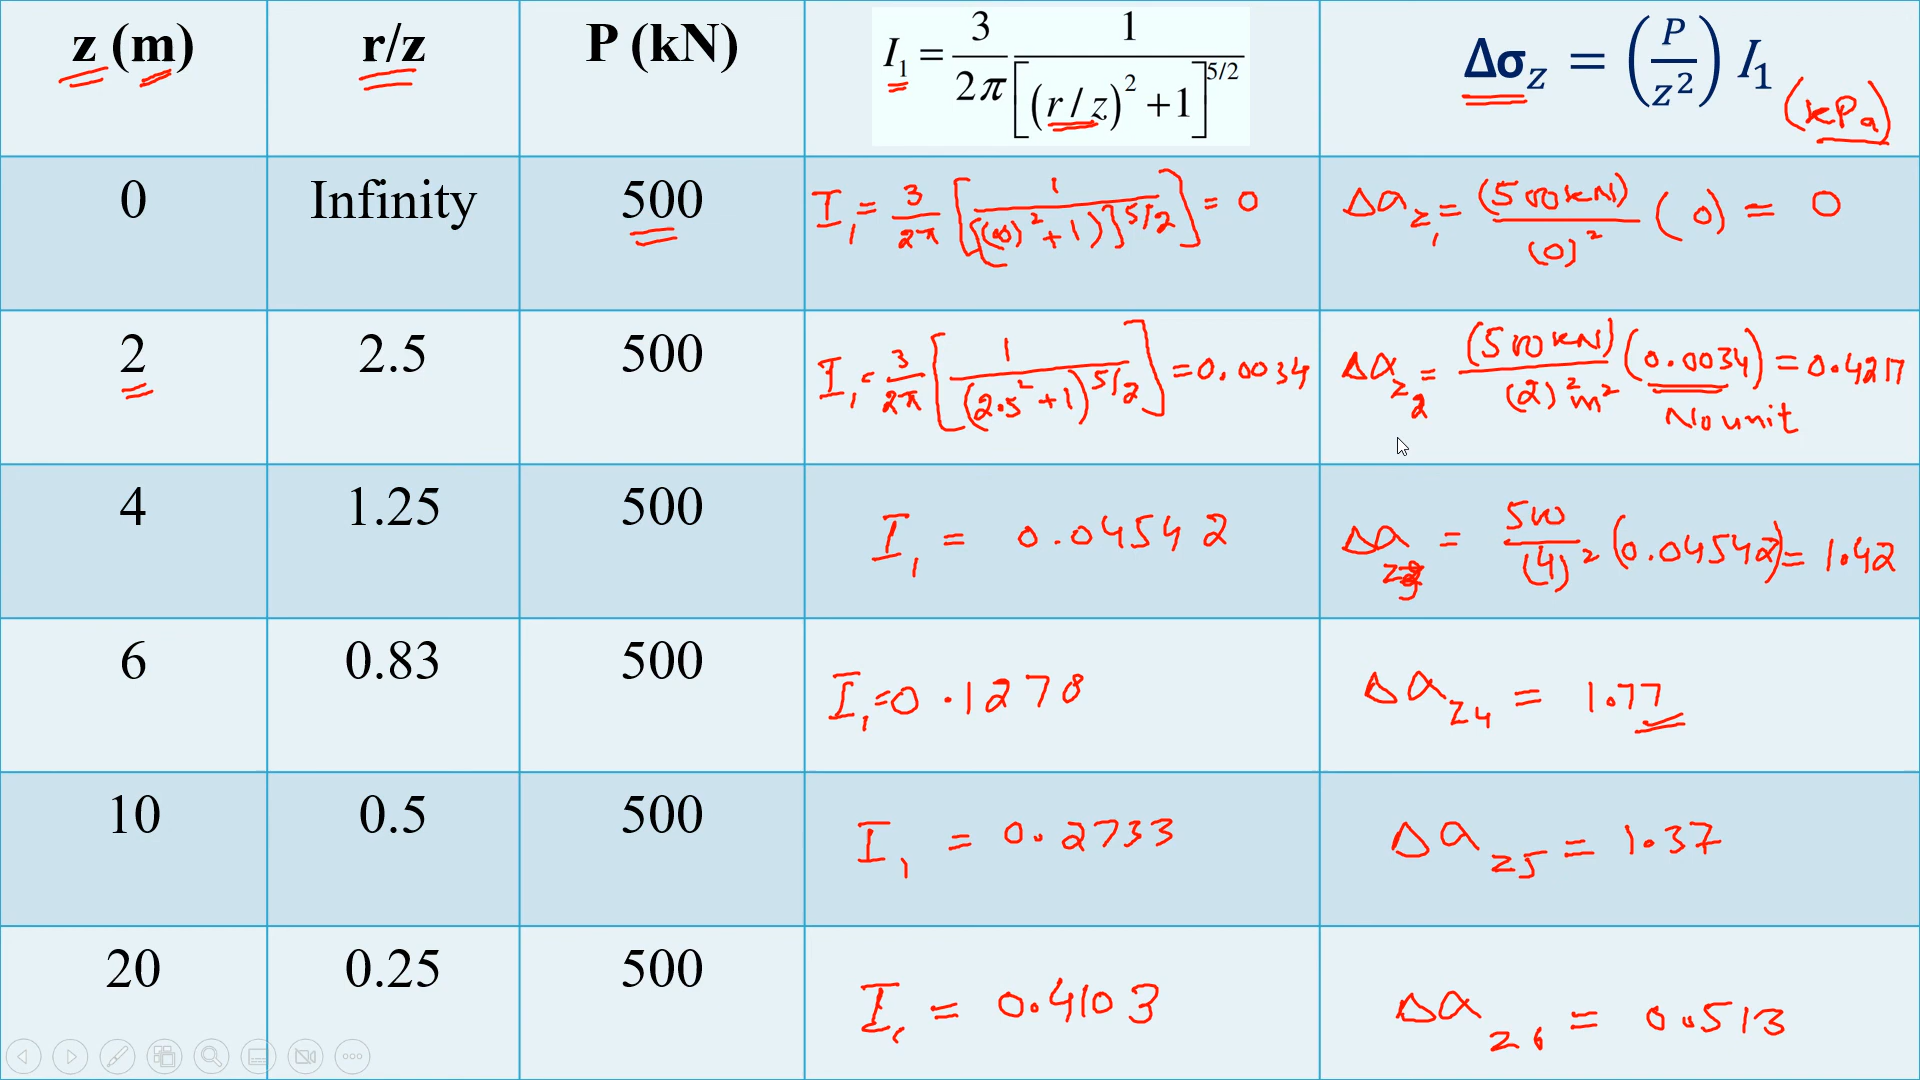 z (m) r/z P (kN) I₁ = 3/2π 1/[(r/z)² +1]^5/2 Δσz = (P/z²) I₁ (kPa)
0 Infinity 500 I₁ = 3/2π [1/[(∞)² + 1)]^5/2] = 0 Δσz₁ = (500kN)/(0)² (0) = 0
2 2.5 500 I₁ = 3/2π [1/(2.5² + 1)^5/2] = 0.0034 Δσz₂ = (500kN)/(2)²m² (0.0034) = 0.4217
No unit
4 1.25 500 I₁ = 0.04542 Δσz3 = 500/(4)² (0.04542) = 1.42
6 0.83 500 I₁ = 0.1278 Δσz4 = 1.77
10 0.5 500 I₁ = 0.2733 Δσz5 = 1.37
20 0.25 500 I₁ = 0.4103 Δσz6 = 0.513